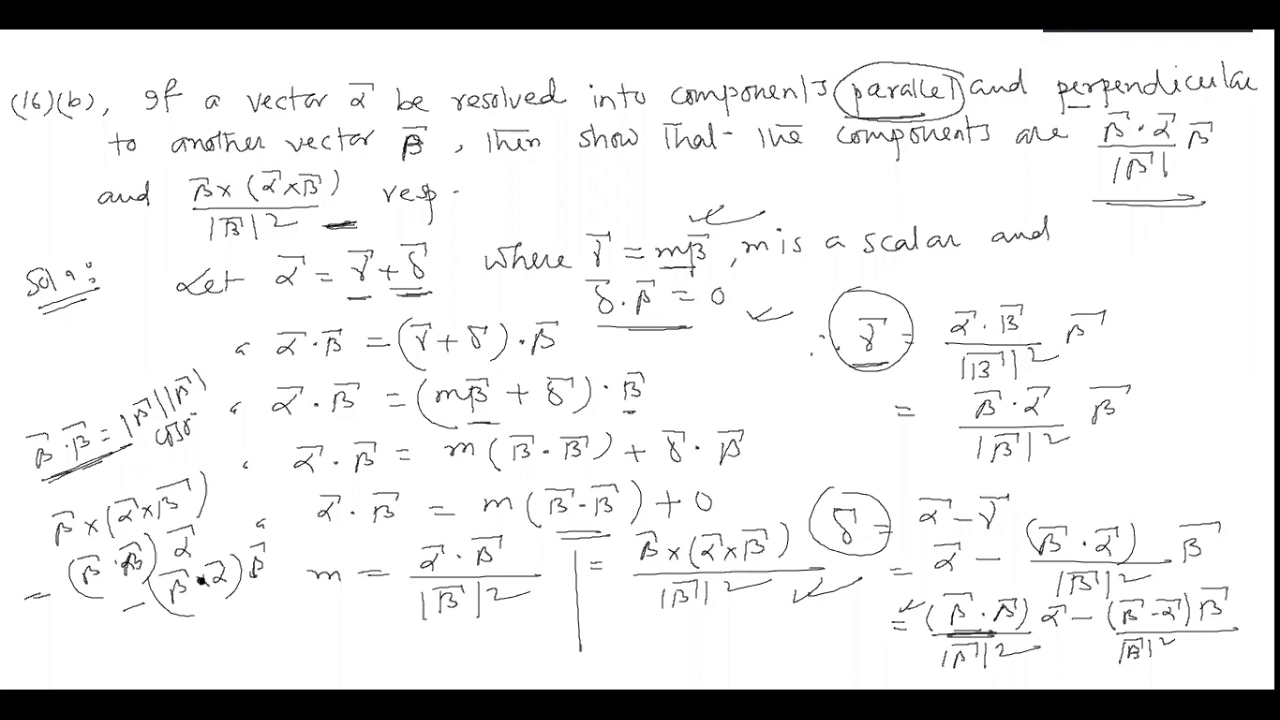 (16)(b), If a vector α⃗ be resolved into components parallel and perpendicular
to another vector β⃗, then show that the components are (β⃗·α⃗)/|β⃗| β⃗
and (β⃗×(α⃗×β⃗))/|β⃗|² resp.
Soln: Let α⃗ = γ⃗ + δ⃗ where γ⃗ = mβ⃗, m is a scalar and
δ⃗·β⃗ = 0
α⃗·β⃗ = (γ⃗+δ⃗)·β⃗
α⃗·β⃗ = (mβ⃗ + δ⃗)·β⃗
α⃗·β⃗ = m(β⃗·β⃗) + δ⃗·β⃗
α⃗·β⃗ = m(β⃗·β⃗) + 0
m = (α⃗·β⃗)/|β⃗|²
β⃗·β⃗ = |β⃗||β⃗|
cos0
β⃗×(α⃗×β⃗)
= (β⃗·β⃗)α⃗
− (β⃗·α⃗)β⃗
∴ γ⃗ = (α⃗·β⃗)/|β⃗|² β⃗
= (β⃗·α⃗)/|β⃗|² β⃗
δ⃗ = α⃗ − γ⃗
= α⃗ − (β⃗·α⃗)/|β⃗|² β⃗
= (β⃗·β⃗)/|β⃗|² α⃗ − (β⃗·α⃗)β⃗/|β⃗|²
= (β⃗×(α⃗×β⃗))/|β⃗|²